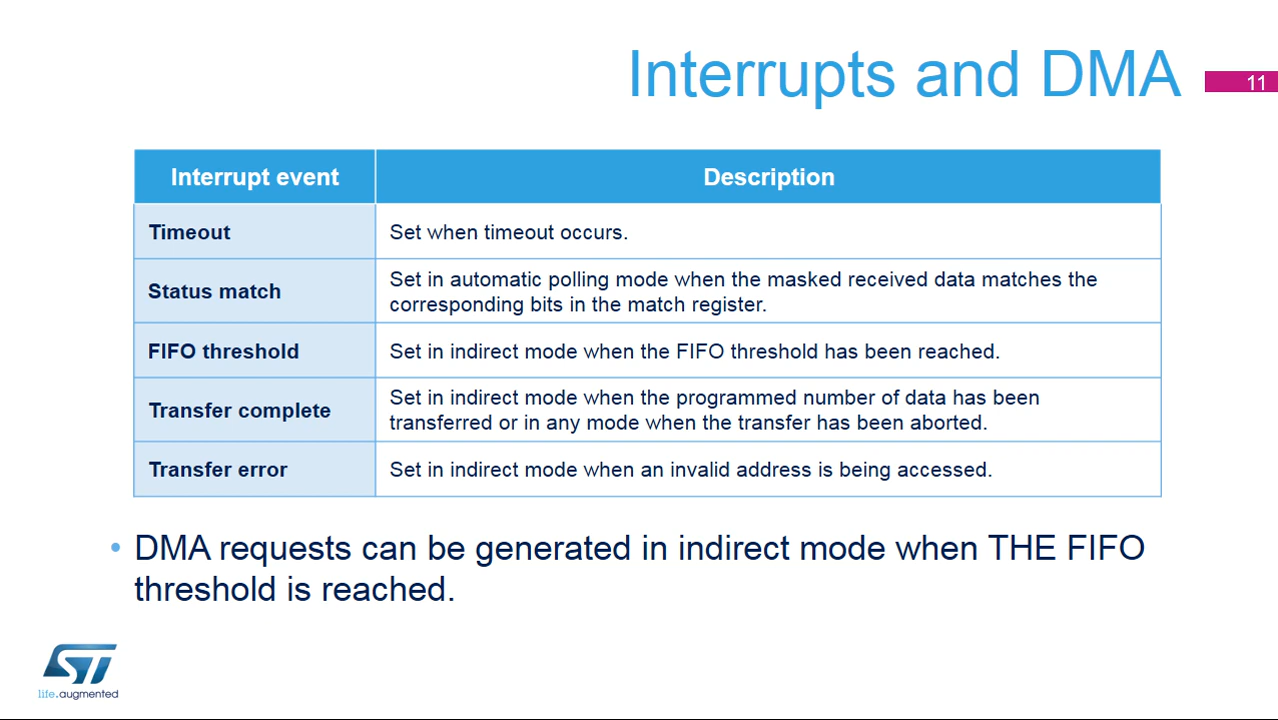 Interrupts and DMA
11
Interrupt event
Description
Timeout
Set when timeout occurs.
Status match
Set in automatic polling mode when the masked received data matches the
corresponding bits in the match register.
FIFO threshold
Set in indirect mode when the FIFO threshold has been reached.
Transfer complete
Set in indirect mode when the programmed number of data has been
transferred or in any mode when the transfer has been aborted.
Transfer error
Set in indirect mode when an invalid address is being accessed.
• DMA requests can be generated in indirect mode when THE FIFO
threshold is reached.
ST
life.augmented